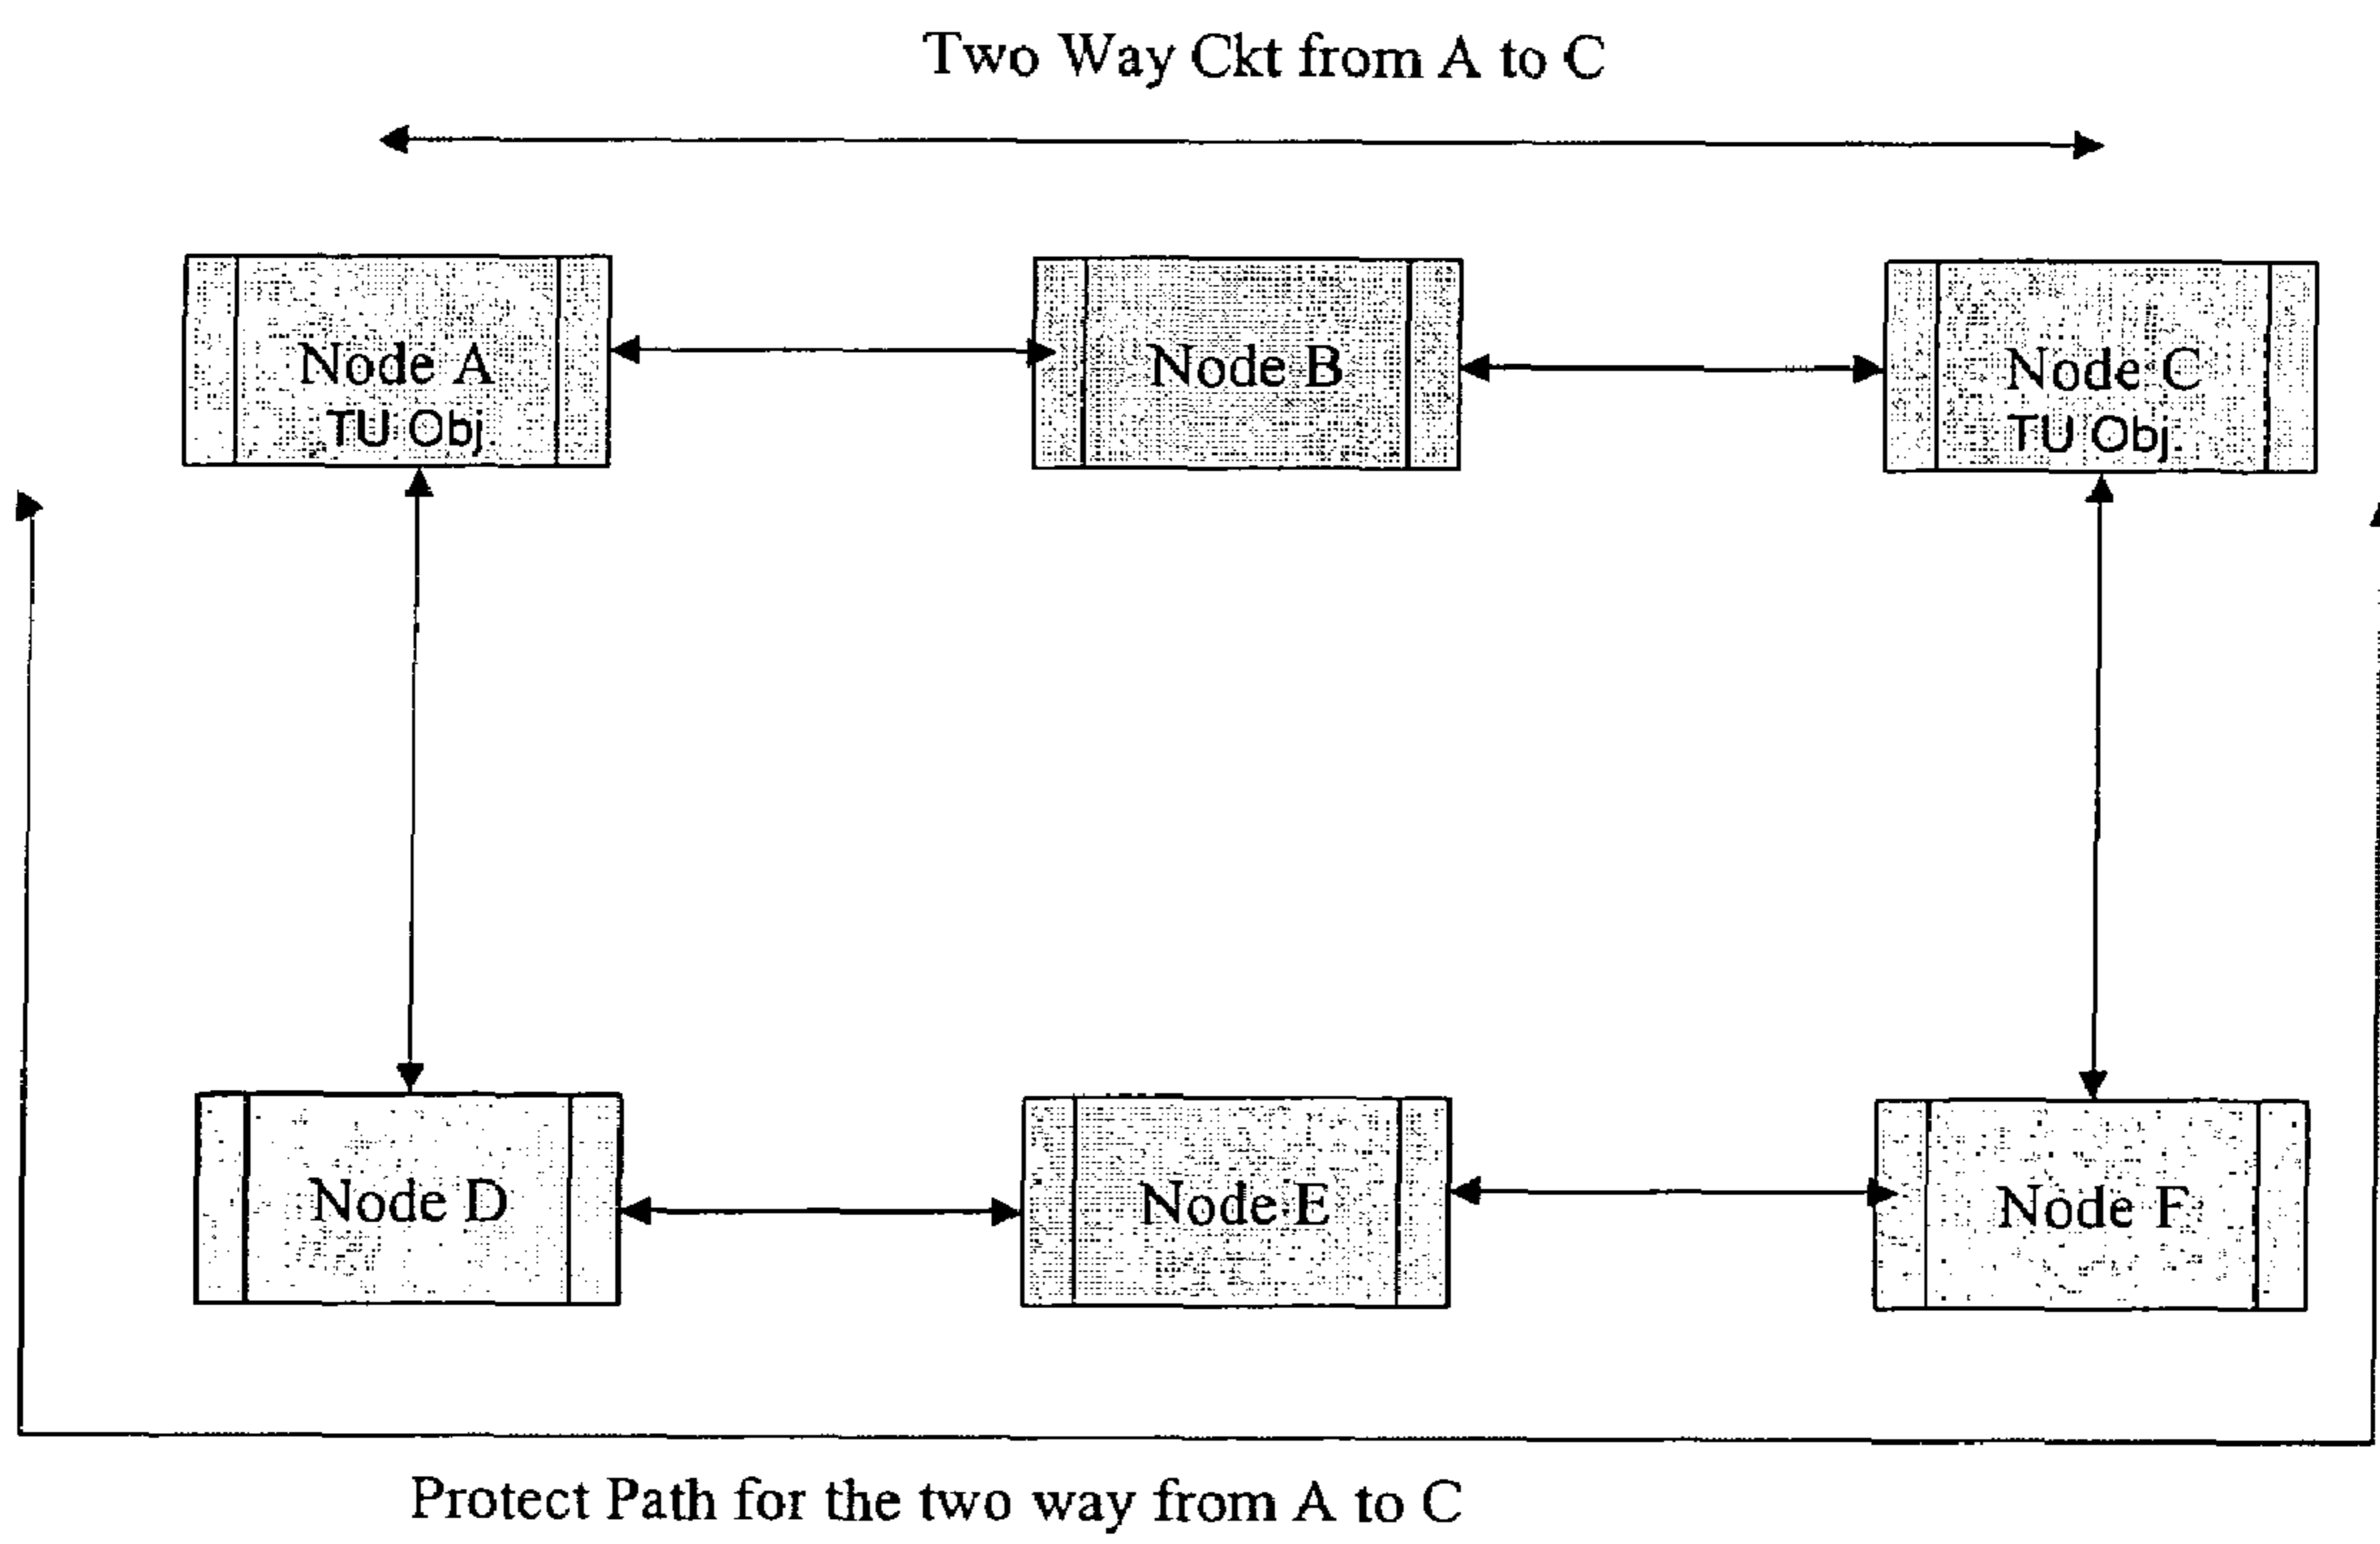 Two Way Ckt from A to C
Node A
TU Obj.
Node B
Node C
TU Obj.
Node D
Node E
Node F
Protect Path for the two way from A to C